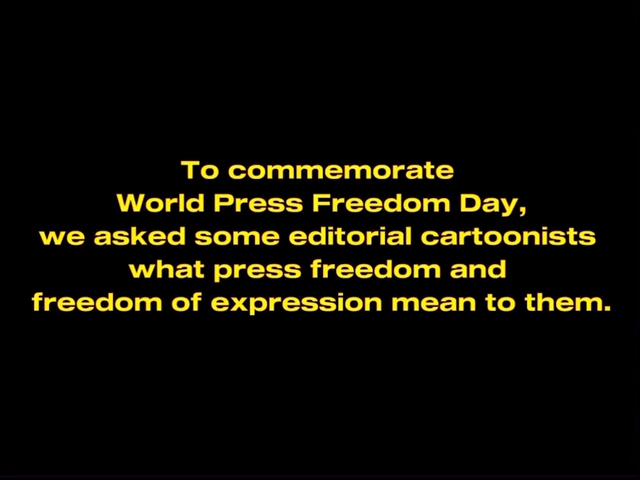 To commemorate
World Press Freedom Day,
we asked some editorial cartoonists
what press freedom and
freedom of expression mean to them.